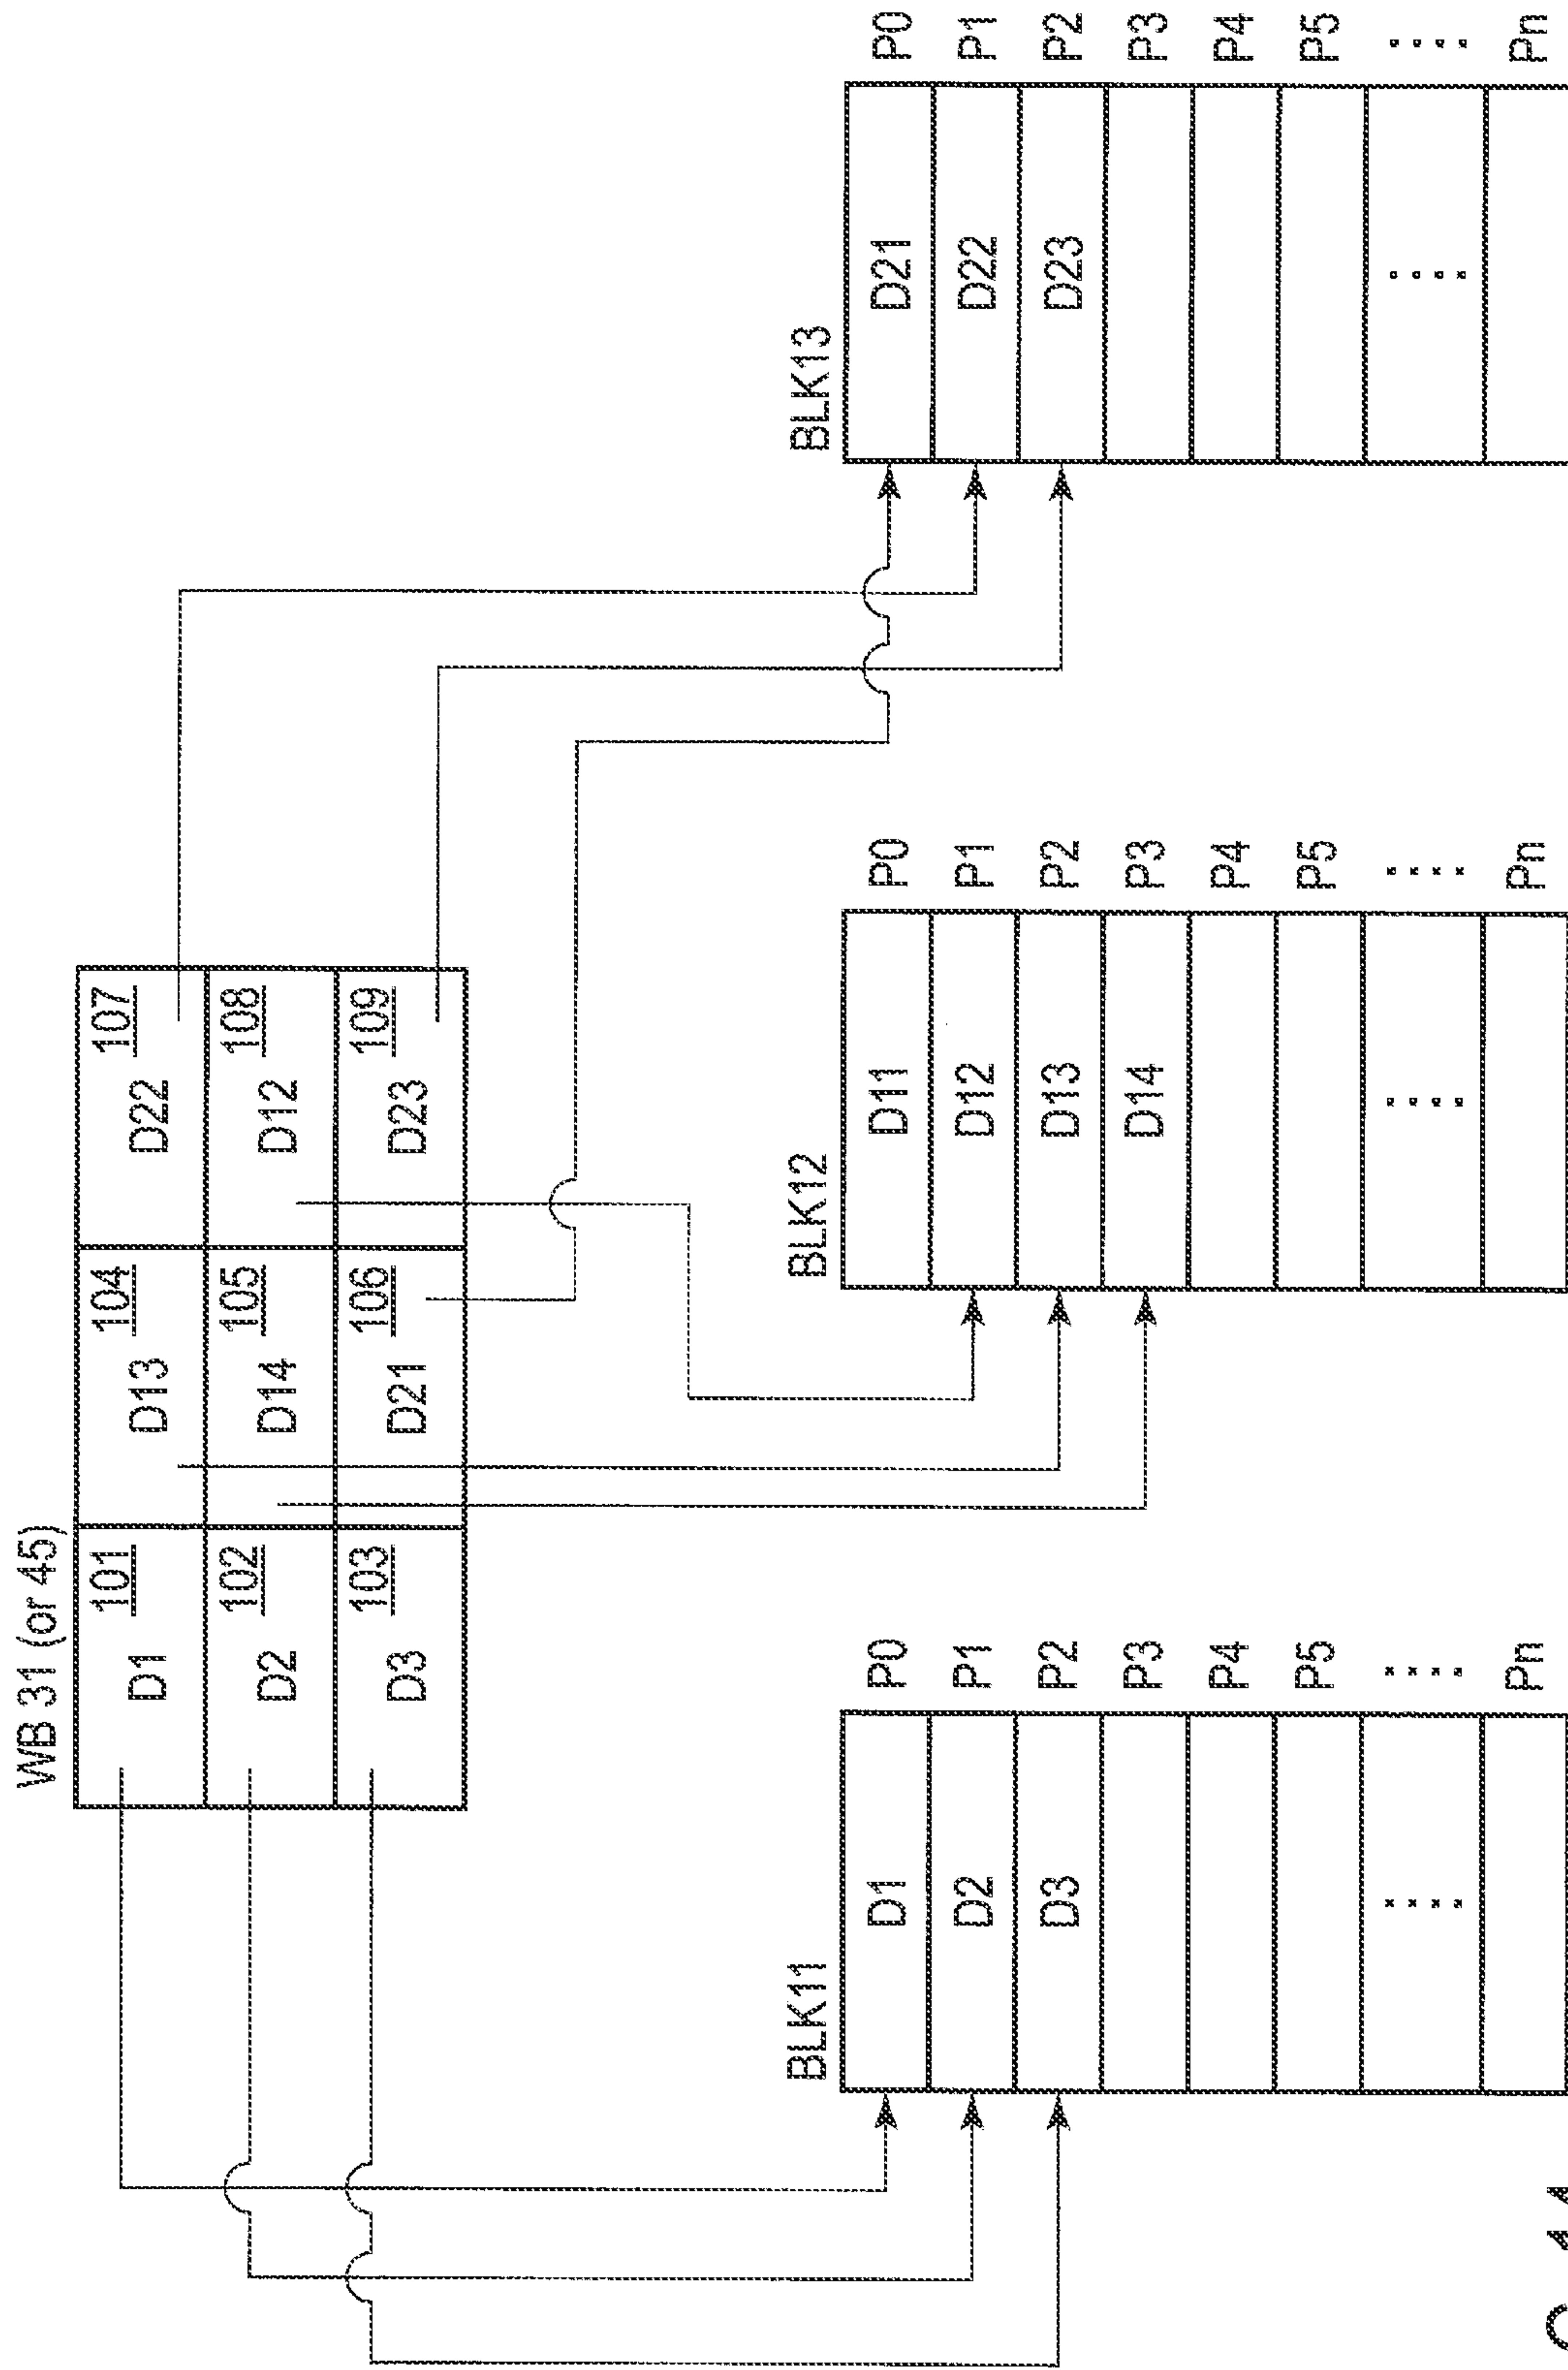 WB 31 (or 45)
101 104 107
D1 D13 D22
102 105 108
D2 D14 D12
103 106 109
D3 D21 D23
BLK11
D1 P0
D2 P1
D3 P2
P3
P4
P5
.... ....
Pn
BLK12
D11 P0
D12 P1
D13 P2
D14 P3
P4
P5
.... ....
Pn
BLK13
D21 P0
D22 P1
D23 P2
P3
P4
P5
.... ....
Pn